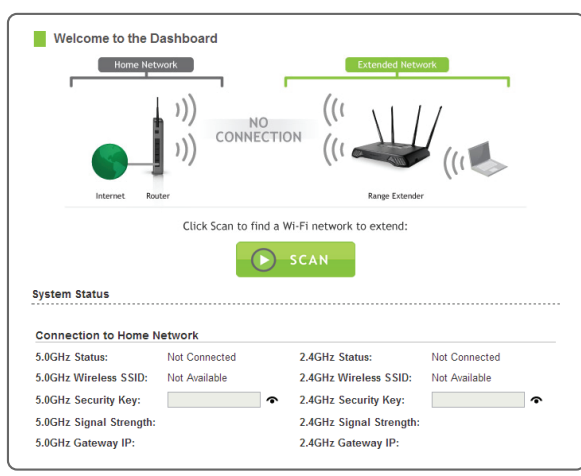 Welcome to the Dashboard
Home Network
Extended Network
NO
CONNECTION
Internet
Router
Range Extender
Click Scan to find a Wi-Fi network to extend:
SCAN
System Status
Connection to Home Network
5.0GHz Status: Not Connected 2.4GHz Status: Not Connected
5.0GHz Wireless SSID: Not Available 2.4GHz Wireless SSID: Not Available
5.0GHz Security Key: 2.4GHz Security Key:
5.0GHz Signal Strength: 2.4GHz Signal Strength:
5.0GHz Gateway IP: 2.4GHz Gateway IP: